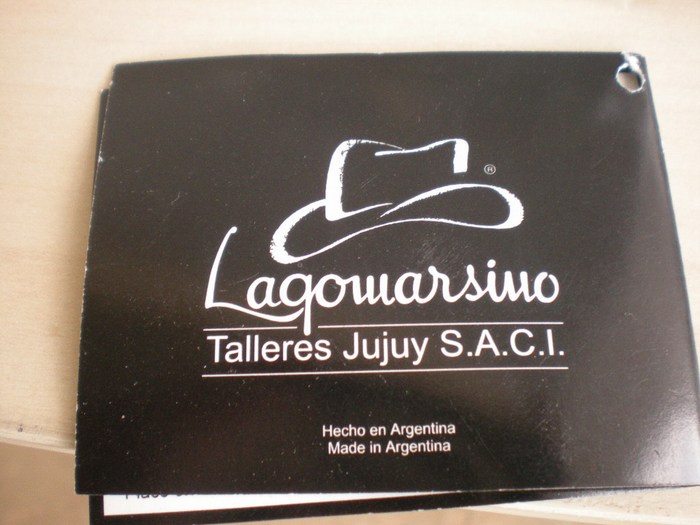 ®
Lagomarsino
Talleres Jujuy S.A.C.I.
Hecho en Argentina
Made in Argentina